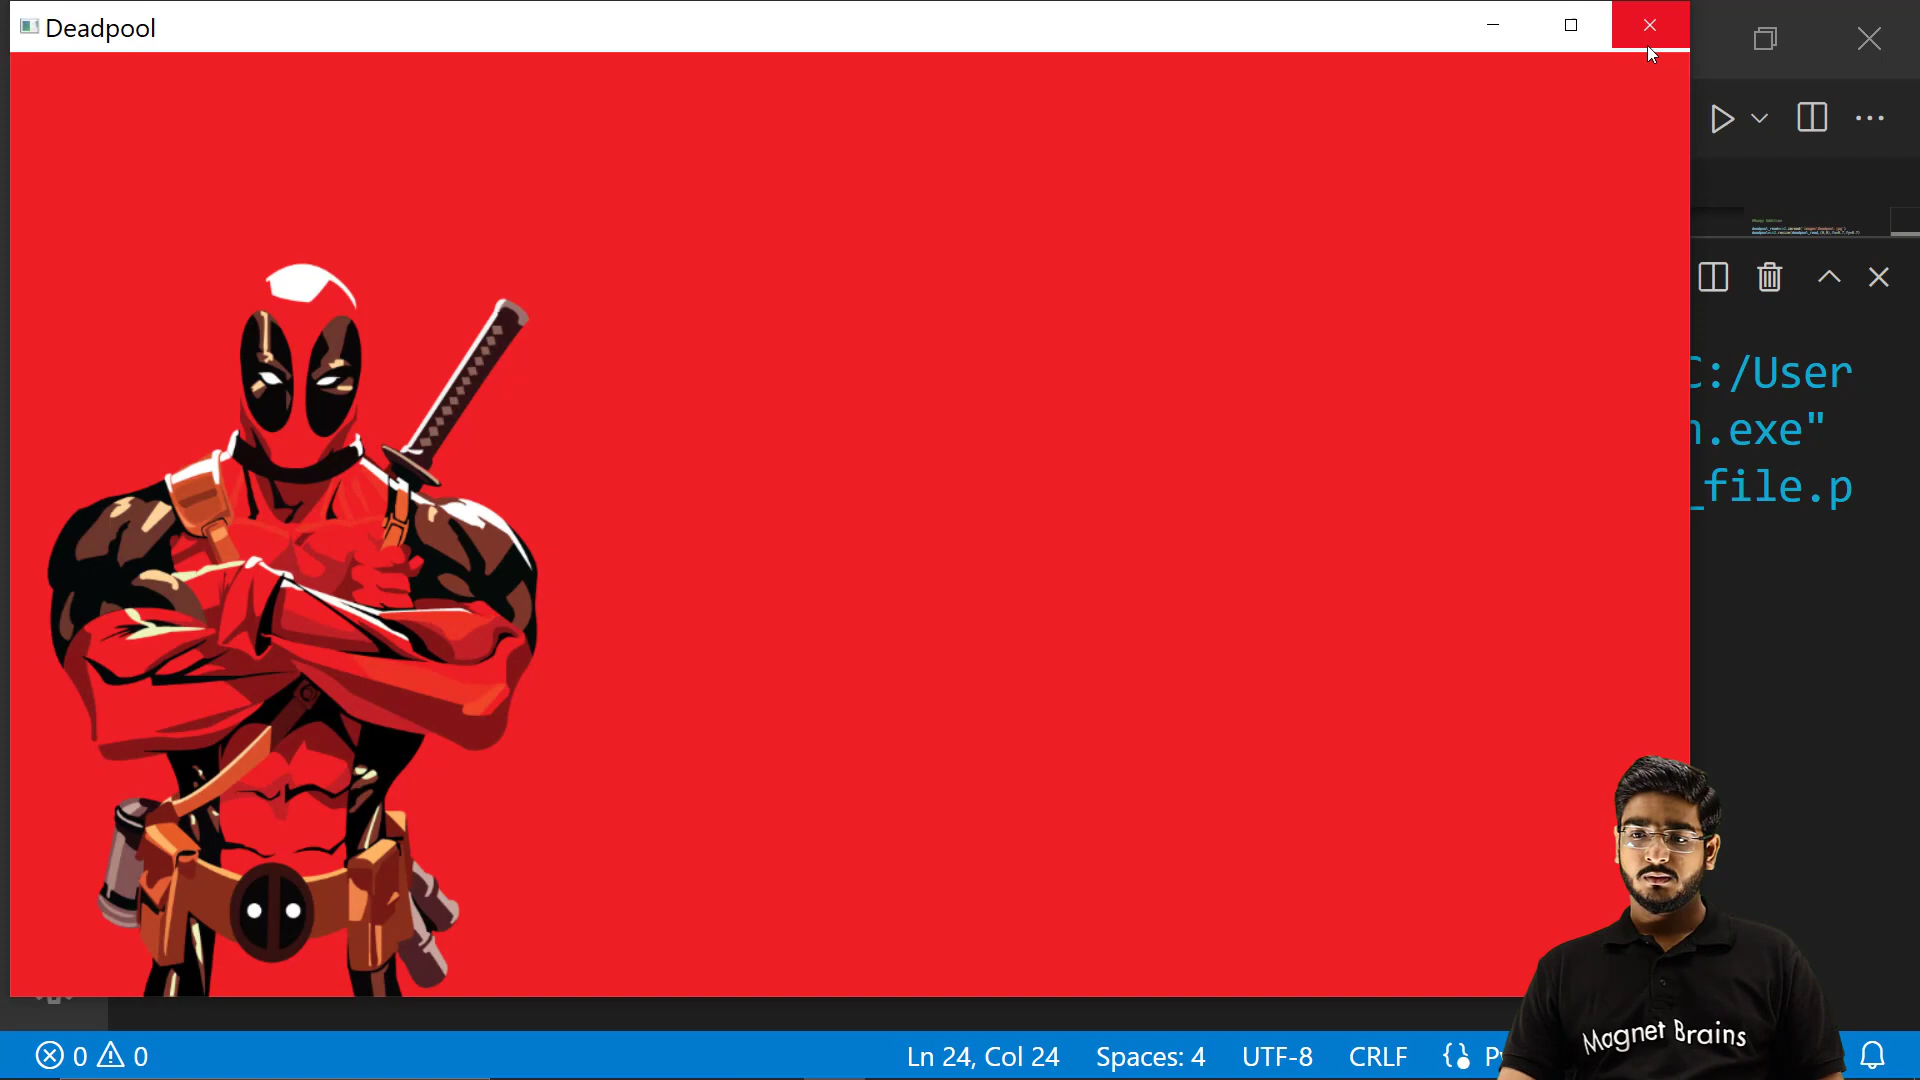 Deadpool
C:/User
n.exe"
_file.p
0 0
Ln 24, Col 24 Spaces: 4 UTF-8 CRLF
Magnet Brains